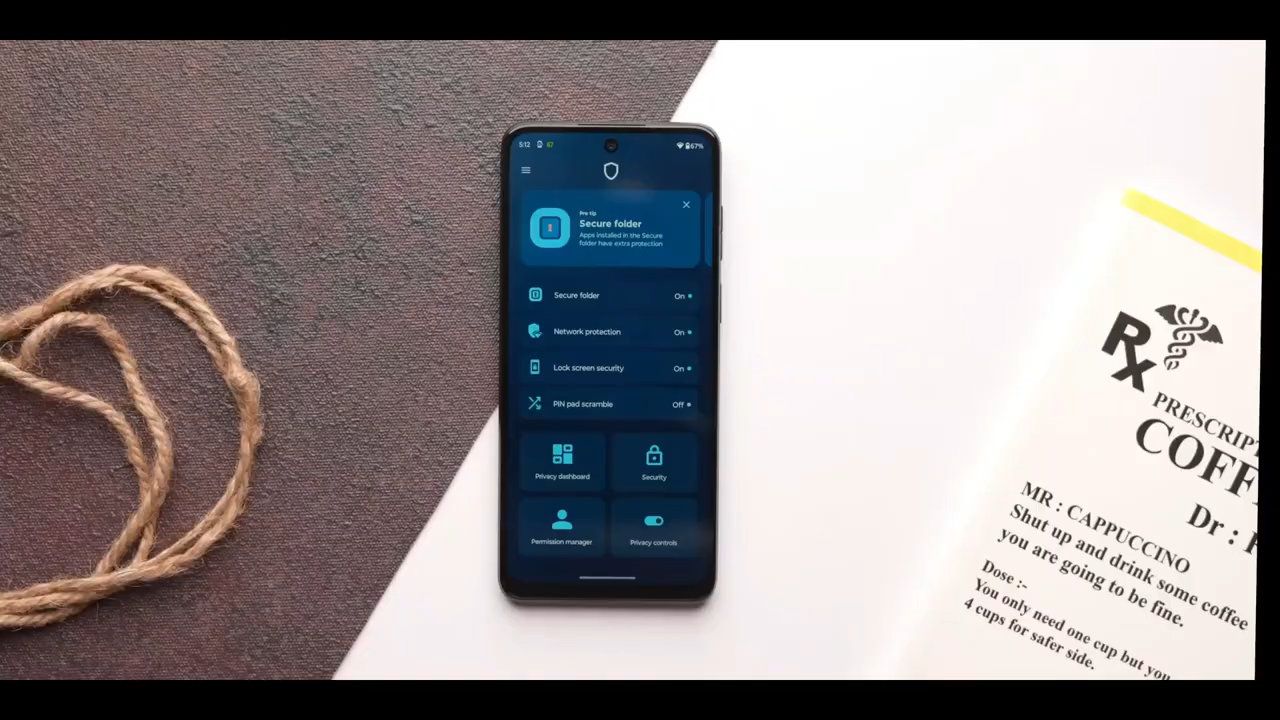 5:12 67 67%
Pro tip
Secure folder
Apps installed in the Secure
folder have extra protection
Secure folder On
Network protection On
Lock screen security On
PIN pad scramble Off
Privacy dashboard
Security
Permission manager
Privacy controls
Rx
PRESCRIPT
COFF
MR : CAPPUCCINO
Dr :
Shut up and drink some coffee
you are going to be fine.
Dose :-
You only need one cup but you
4 cups for safer side.